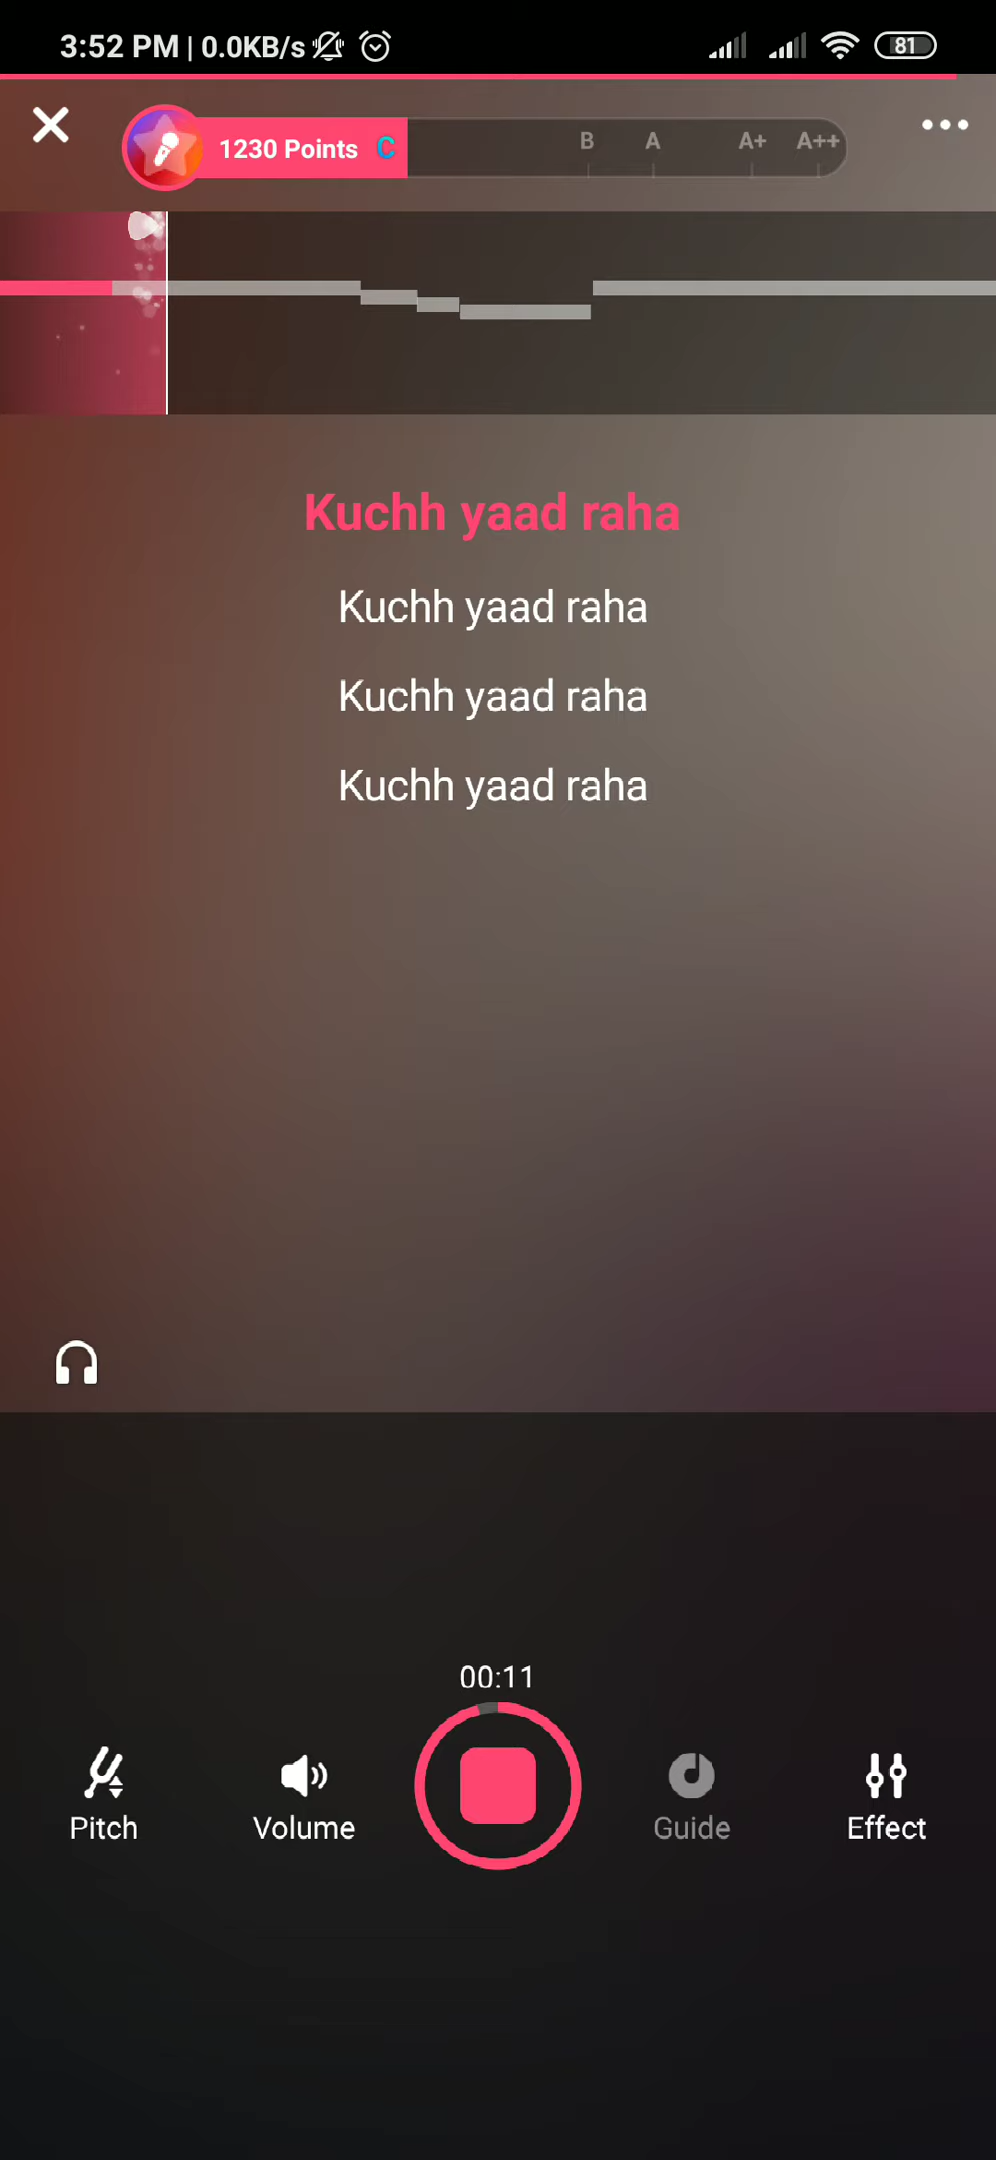 3:52 PM | 0.0KB/s 81
1230 Points C B A A+ A++
Kuchh yaad raha
Kuchh yaad raha
Kuchh yaad raha
Kuchh yaad raha
00:11
Pitch Volume Guide Effect